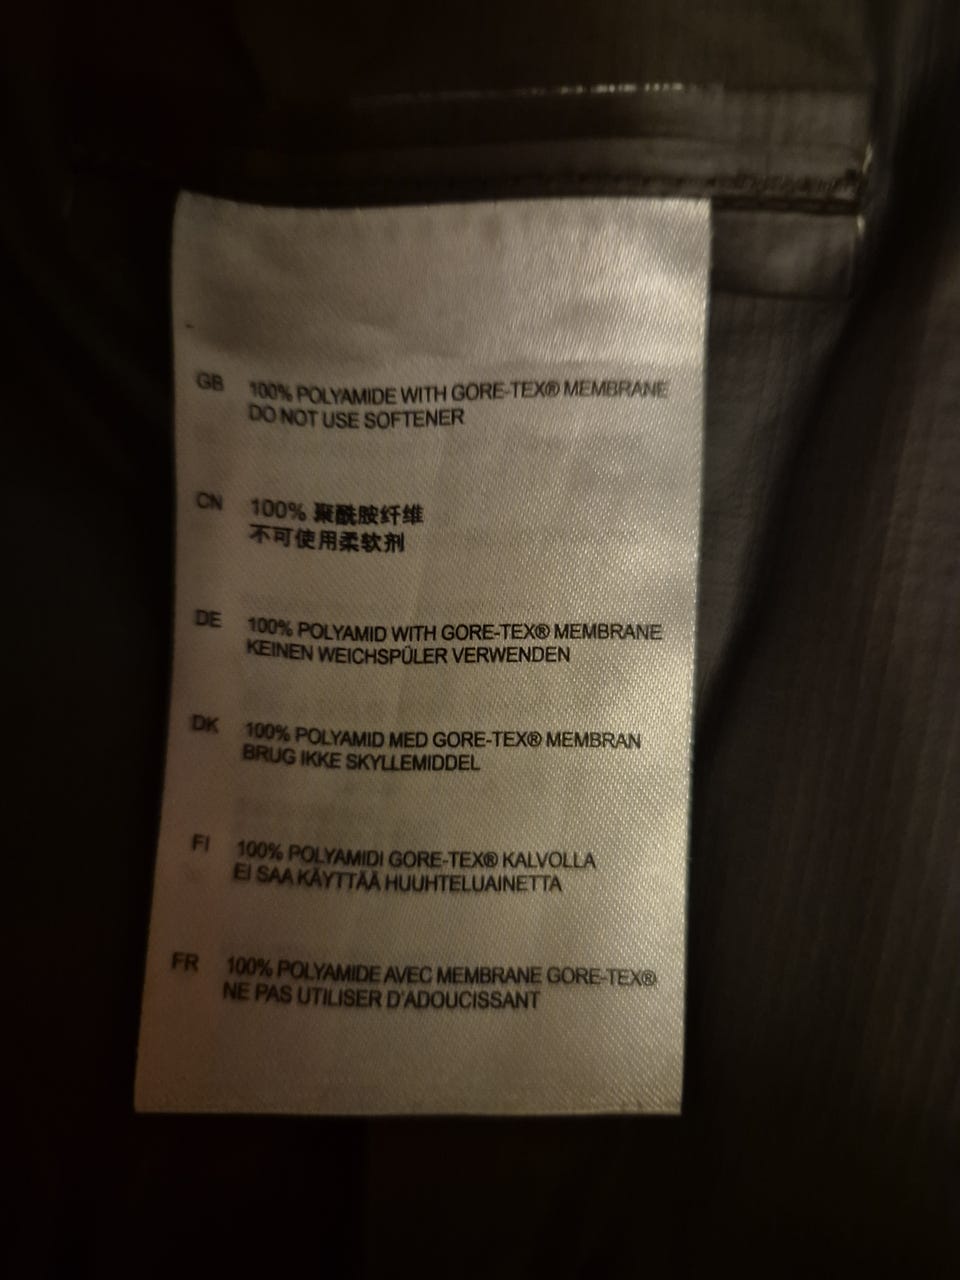 GB 100% POLYAMIDE WITH GORE-TEX® MEMBRANE
DO NOT USE SOFTENER
CN 100% 聚酰胺纤维
不可使用柔软剂
DE 100% POLYAMID WITH GORE-TEX® MEMBRANE
KEINEN WEICHSPÜLER VERWENDEN
DK 100% POLYAMID MED GORE-TEX® MEMBRAN
BRUG IKKE SKYLLEMIDDEL
FI 100% POLYAMIDI GORE-TEX® KALVOLLA
EI SAA KÄYTTÄÄ HUUHTELUAINETTA
FR 100% POLYAMIDE AVEC MEMBRANE GORE-TEX®
NE PAS UTILISER D'ADOUCISSANT